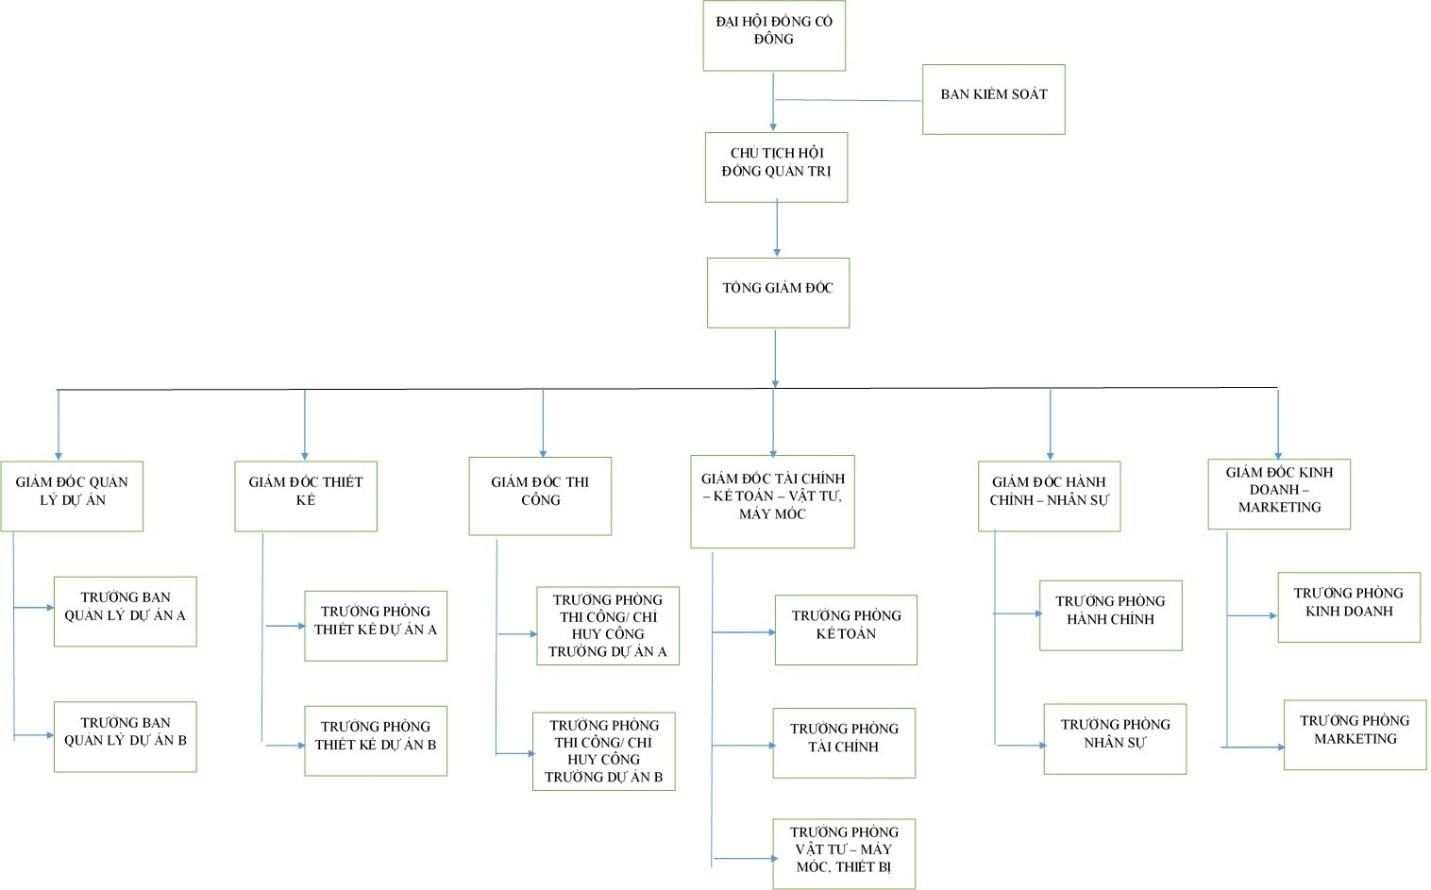 ĐẠI HỘI ĐỒNG CỔ
ĐÔNG
BAN KIỂM SOÁT
CHỦ TỊCH HỘI
ĐỒNG QUẢN TRỊ
TỔNG GIÁM ĐỐC
GIÁM ĐỐC QUẢN
LÝ DỰ ÁN
GIÁM ĐỐC THIẾT
KẾ
GIÁM ĐỐC THI
CÔNG
GIÁM ĐỐC TÀI CHÍNH
– KẾ TOÁN – VẬT TƯ,
MÁY MÓC
GIÁM ĐỐC HÀNH
CHÍNH – NHÂN SỰ
GIÁM ĐỐC KINH
DOANH –
MARKETING
TRƯỞNG BAN
QUẢN LÝ DỰ ÁN A
TRƯỞNG PHÒNG
THIẾT KẾ DỰ ÁN A
TRƯỞNG PHÒNG
THI CÔNG/ CHỈ
HUY CÔNG
TRƯỜNG DỰ ÁN A
TRƯỞNG PHÒNG
KẾ TOÁN
TRƯỞNG PHÒNG
HÀNH CHÍNH
TRƯỞNG PHÒNG
KINH DOANH
TRƯỞNG BAN
QUẢN LÝ DỰ ÁN B
TRƯỞNG PHÒNG
THIẾT KẾ DỰ ÁN B
TRƯỞNG PHÒNG
THI CÔNG/ CHỈ
HUY CÔNG
TRƯỜNG DỰ ÁN B
TRƯỞNG PHÒNG
TÀI CHÍNH
TRƯỞNG PHÒNG
NHÂN SỰ
TRƯỞNG PHÒNG
MARKETING
TRƯỞNG PHÒNG
VẬT TƯ – MÁY
MÓC, THIẾT BỊ